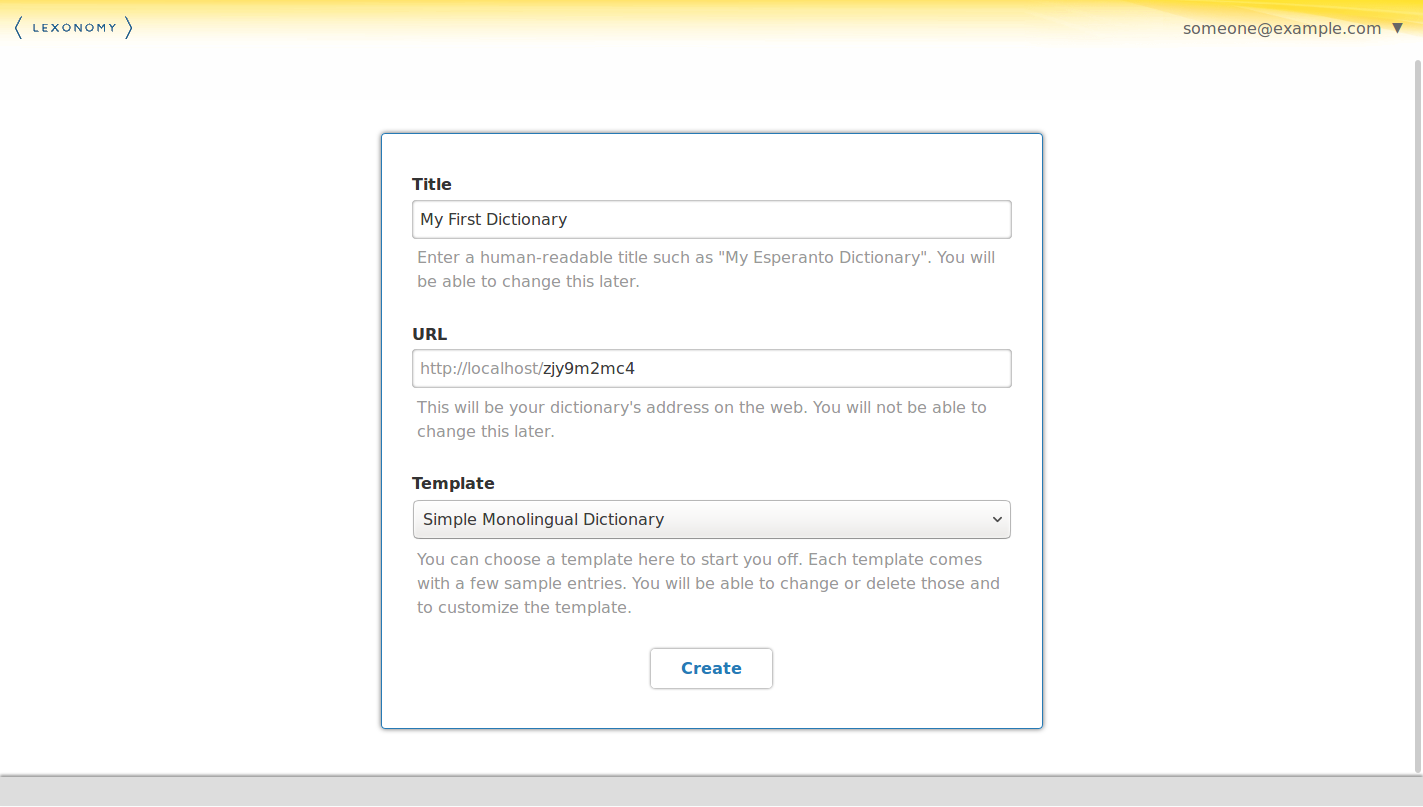 LEXONOMY
someone@example.com ▼
Title
My First Dictionary
Enter a human-readable title such as "My Esperanto Dictionary". You will
be able to change this later.
URL
http://localhost/zjy9m2mc4
This will be your dictionary's address on the web. You will not be able to
change this later.
Template
Simple Monolingual Dictionary
You can choose a template here to start you off. Each template comes
with a few sample entries. You will be able to change or delete those and
to customize the template.
Create